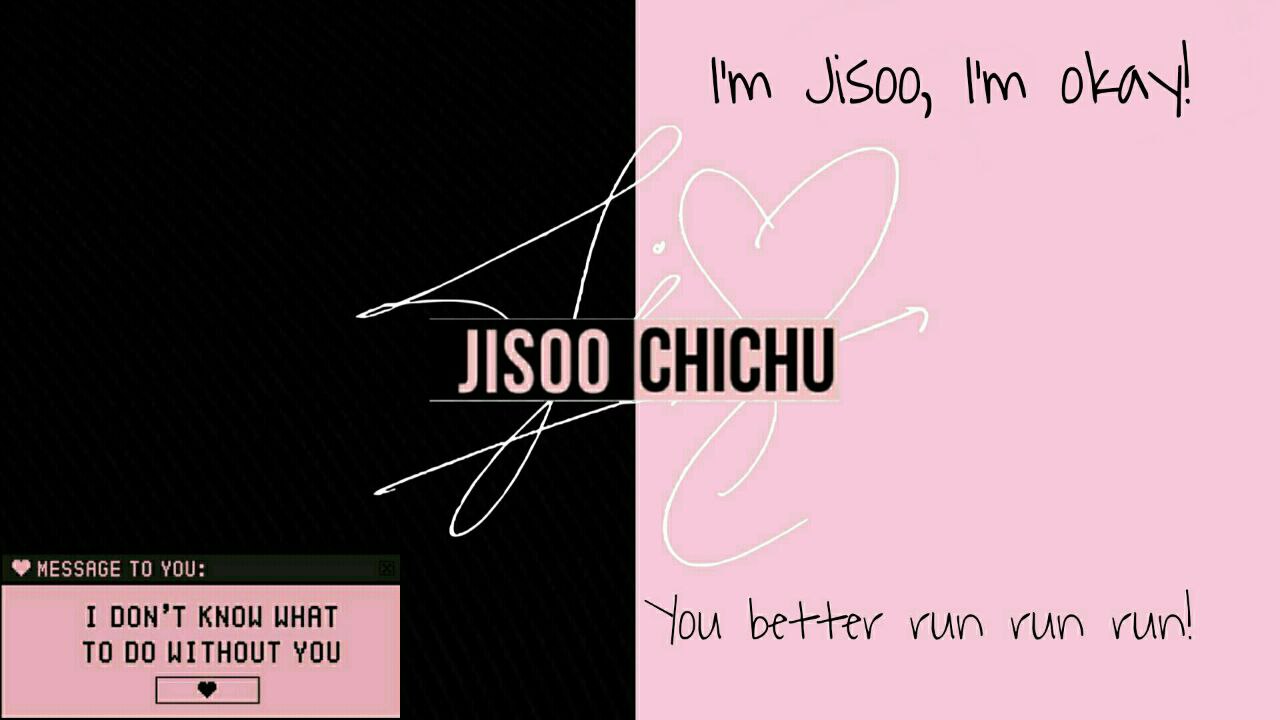 I'm Jisoo, I'm okay!
JISOO CHICHU
You better run run run!
MESSAGE TO YOU:
I DON'T KNOW WHAT
TO DO WITHOUT YOU